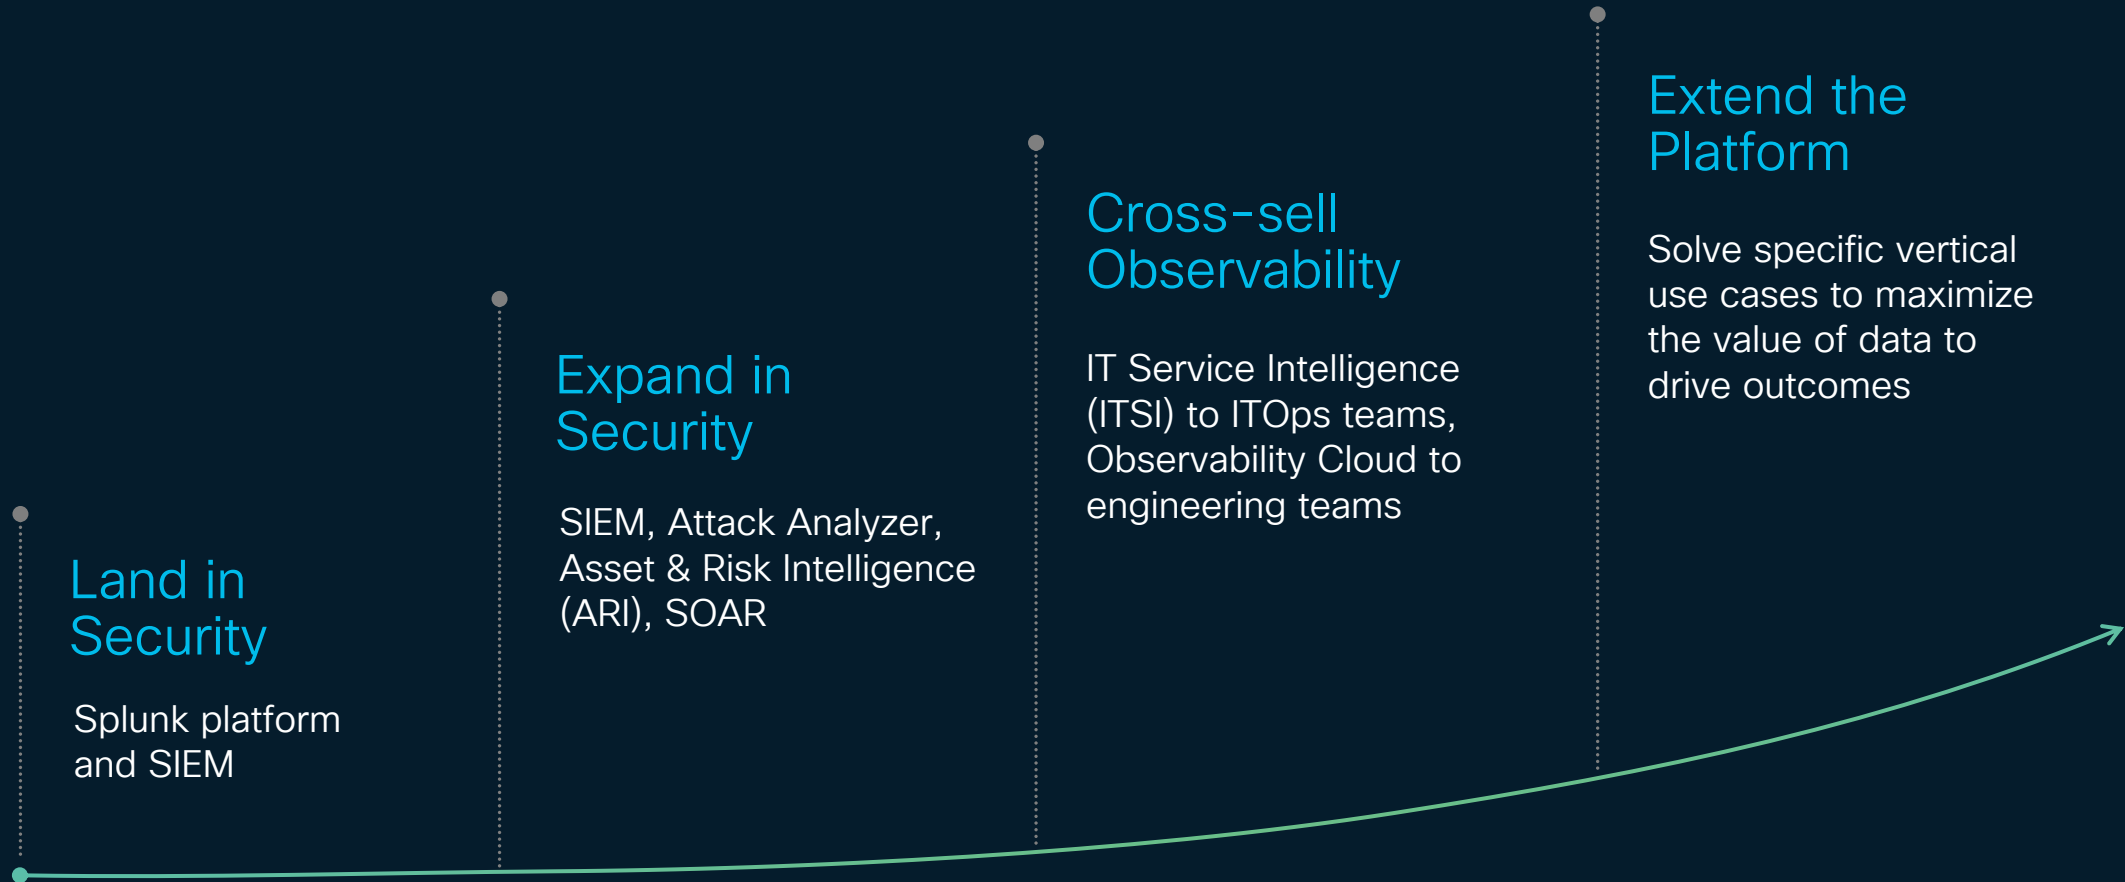 Land in
Security
Splunk platform
and SIEM
Expand in
Security
SIEM, Attack Analyzer,
Asset & Risk Intelligence
(ARI), SOAR
Cross-sell
Observability
IT Service Intelligence
(ITSI) to ITOps teams,
Observability Cloud to
engineering teams
Extend the
Platform
Solve specific vertical
use cases to maximize
the value of data to
drive outcomes